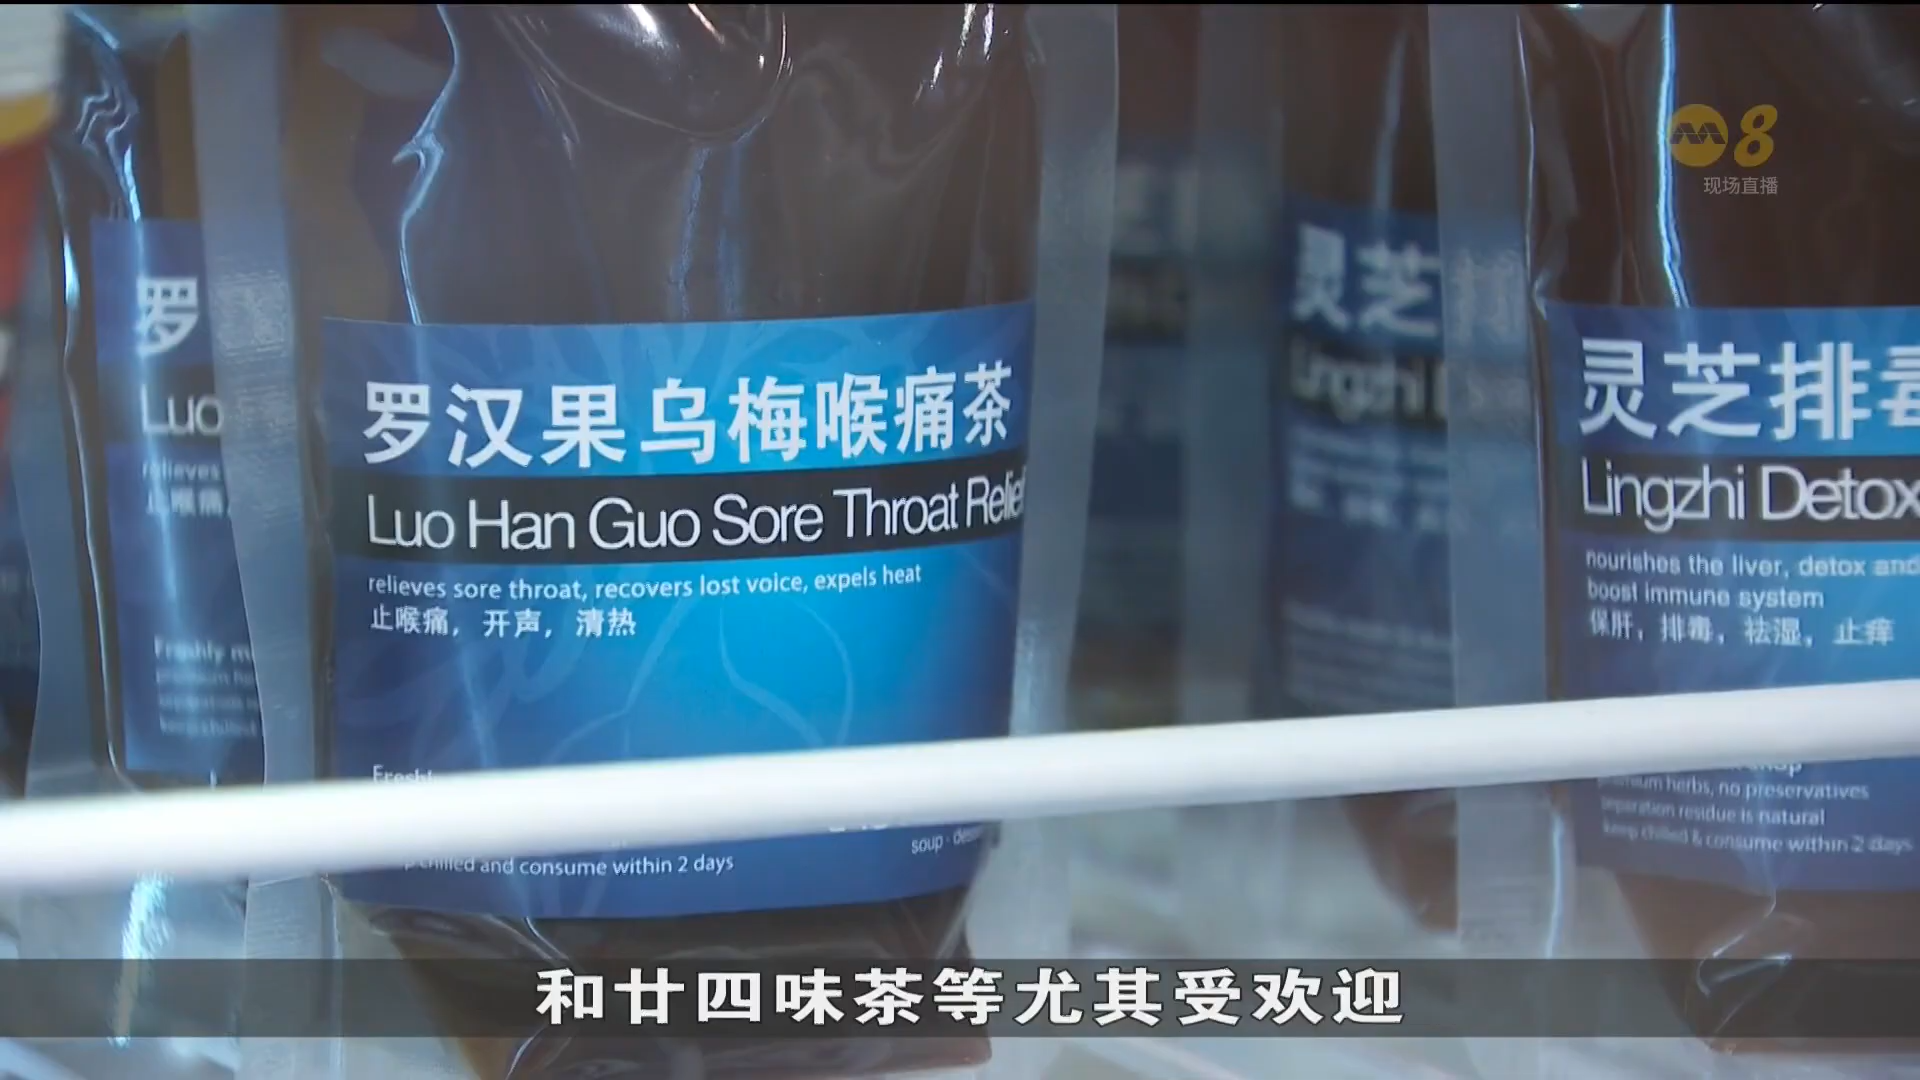 8
现场直播
罗
Luo
relieves
止喉痛
Freshly
罗汉果乌梅喉痛茶
Luo Han Guo Sore Throat Relief
relieves sore throat, recovers lost voice, expels heat
止喉痛，开声，清热
chilled and consume within 2 days
soup
灵芝排
Lingzhi
灵芝排毒
Lingzhi Detox
nourishes the liver, detox and
boost immune system
保肝，排毒，祛湿，止痒
herbs, no preservatives
residue is natural
keep chilled & consume within 2 days
和廿四味茶等尤其受欢迎